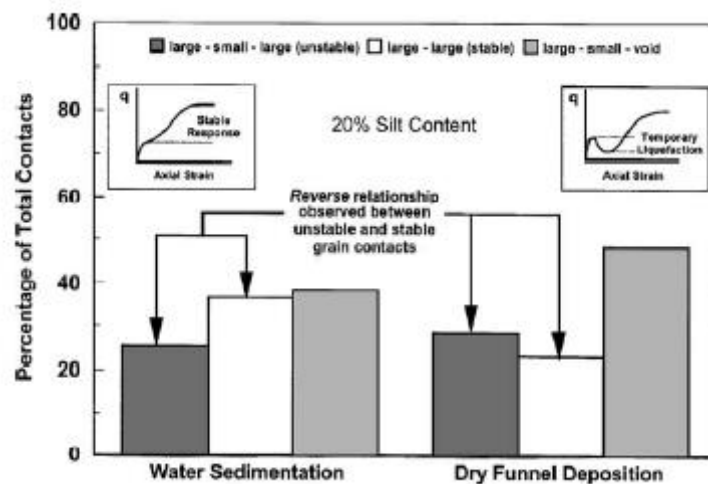 100
80
60
40
20
0
Percentage of Total Contacts
large - small - large (unstable) large - large (stable) large - small - void
q
Stable
Response
Axial Strain
20% Silt Content
q
Temporary
Liquefaction
Axial Strain
Reverse relationship
observed between
unstable and stable
grain contacts
Water Sedimentation Dry Funnel Deposition